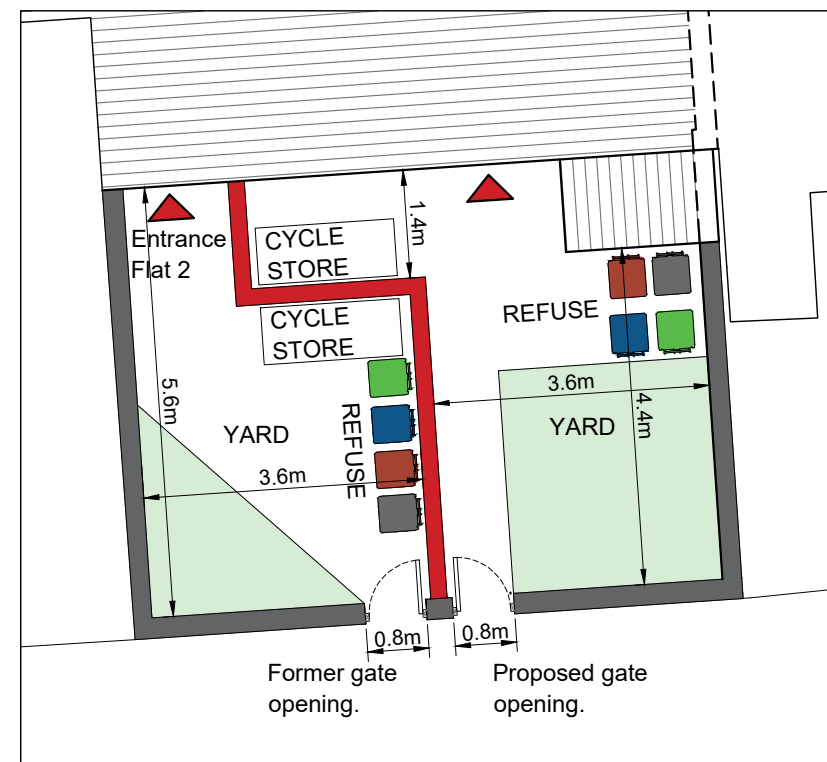 Entrance
Flat 2
CYCLE
STORE
1.4m
CYCLE
STORE
REFUSE
5.6m
YARD
REFUSE
3.6m
3.6m
YARD
4.4m
0.8m
0.8m
Former gate
opening.
Proposed gate
opening.